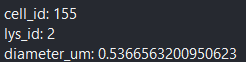 cell_id: 155
lys_id: 2
diameter_um: 0.5366563200950623